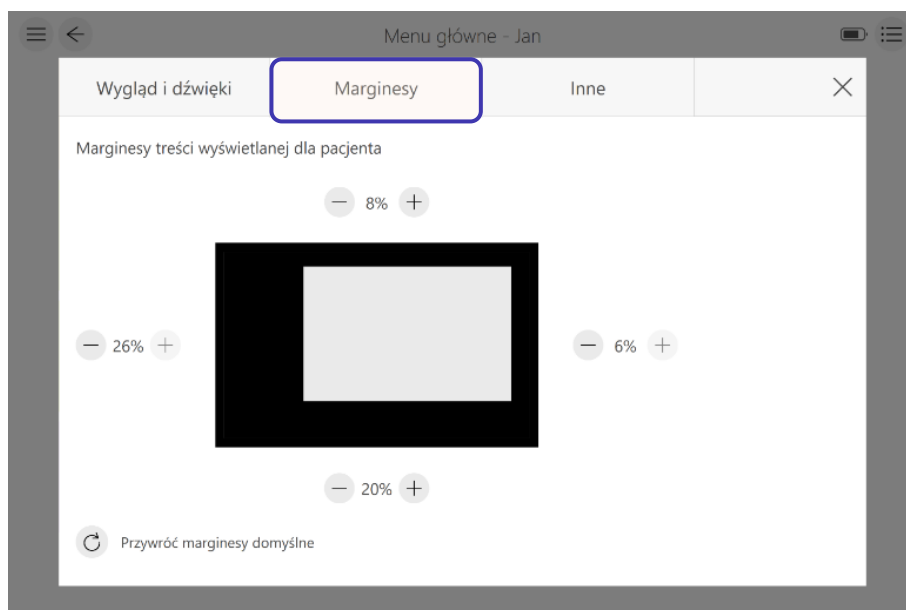 Menu główne - Jan
Wygląd i dźwięki
Marginesy
Inne
Marginesy treści wyświetlanej dla pacjenta
8%
26%
6%
20%
Przywróć marginesy domyślne